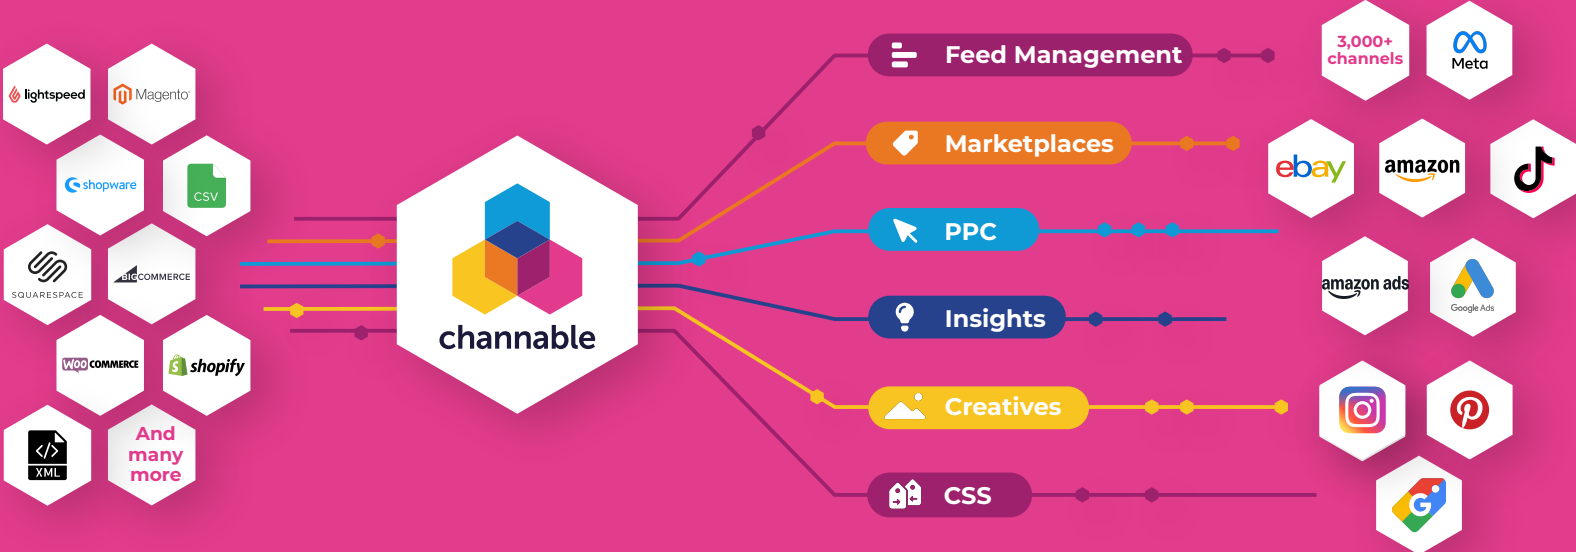 lightspeed
Magento
shopware
CSV
SQUARESPACE
BIGCOMMERCE
WOO COMMERCE
shopify
XML
And
many
more
channable
Feed Management
Marketplaces
PPC
Insights
Creatives
CSS
3,000+
channels
Meta
ebay
amazon
amazon ads
Google Ads
G